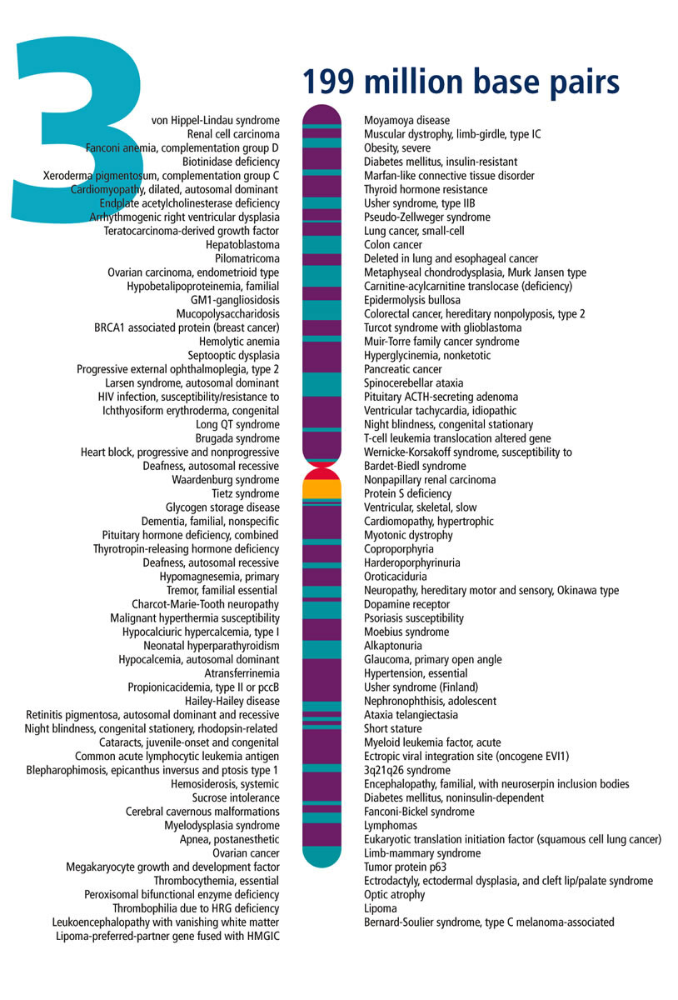 3
199 million base pairs
von Hippel-Lindau syndrome
Renal cell carcinoma
Fanconi anemia, complementation group D
Biotinidase deficiency
Xeroderma pigmentosum, complementation group C
Cardiomyopathy, dilated, autosomal dominant
Endplate acetylcholinesterase deficiency
Arrhythmogenic right ventricular dysplasia
Teratocarcinoma-derived growth factor
Hepatoblastoma
Pilomatricoma
Ovarian carcinoma, endometrioid type
Hypobetalipoproteinemia, familial
GM1-gangliosidosis
Mucopolysaccharidosis
BRCA1 associated protein (breast cancer)
Hemolytic anemia
Septooptic dysplasia
Progressive external ophthalmoplegia, type 2
Larsen syndrome, autosomal dominant
HIV infection, susceptibility/resistance to
Ichthyosiform erythroderma, congenital
Long QT syndrome
Brugada syndrome
Heart block, progressive and nonprogressive
Deafness, autosomal recessive
Waardenburg syndrome
Tietz syndrome
Glycogen storage disease
Dementia, familial, nonspecific
Pituitary hormone deficiency, combined
Thyrotropin-releasing hormone deficiency
Deafness, autosomal recessive
Hypomagnesemia, primary
Tremor, familial essential
Charcot-Marie-Tooth neuropathy
Malignant hyperthermia susceptibility
Hypocalciuric hypercalcemia, type I
Neonatal hyperparathyroidism
Hypocalcemia, autosomal dominant
Atransferrinemia
Propionicacidemia, type II or pccB
Hailey-Hailey disease
Retinitis pigmentosa, autosomal dominant and recessive
Night blindness, congenital stationery, rhodopsin-related
Cataracts, juvenile-onset and congenital
Common acute lymphocytic leukemia antigen
Blepharophimosis, epicanthus inversus and ptosis type 1
Hemosiderosis, systemic
Sucrose intolerance
Cerebral cavernous malformations
Myelodysplasia syndrome
Apnea, postanesthetic
Ovarian cancer
Megakaryocyte growth and development factor
Thrombocythemia, essential
Peroxisomal bifunctional enzyme deficiency
Thrombophilia due to HRG deficiency
Leukoencephalopathy with vanishing white matter
Lipoma-preferred-partner gene fused with HMGIC
Moyamoya disease
Muscular dystrophy, limb-girdle, type IC
Obesity, severe
Diabetes mellitus, insulin-resistant
Marfan-like connective tissue disorder
Thyroid hormone resistance
Usher syndrome, type IIB
Pseudo-Zellweger syndrome
Lung cancer, small-cell
Colon cancer
Deleted in lung and esophageal cancer
Metaphyseal chondrodysplasia, Murk Jansen type
Carnitine-acylcarnitine translocase (deficiency)
Epidermolysis bullosa
Colorectal cancer, hereditary nonpolyposis, type 2
Turcot syndrome with glioblastoma
Muir-Torre family cancer syndrome
Hyperglycinemia, nonketotic
Pancreatic cancer
Spinocerebellar ataxia
Pituitary ACTH-secreting adenoma
Ventricular tachycardia, idiopathic
Night blindness, congenital stationary
T-cell leukemia translocation altered gene
Wernicke-Korsakoff syndrome, susceptibility to
Bardet-Biedl syndrome
Nonpapillary renal carcinoma
Protein S deficiency
Ventricular, skeletal, slow
Cardiomopathy, hypertrophic
Myotonic dystrophy
Coproporphyria
Harderoporphyrinuria
Oroticaciduria
Neuropathy, hereditary motor and sensory, Okinawa type
Dopamine receptor
Psoriasis susceptibility
Moebius syndrome
Alkaptonuria
Glaucoma, primary open angle
Hypertension, essential
Usher syndrome (Finland)
Nephronophthisis, adolescent
Ataxia telangiectasia
Short stature
Myeloid leukemia factor, acute
Ectropic viral integration site (oncogene EVI1)
3q21q26 syndrome
Encephalopathy, familial, with neuroserpin inclusion bodies
Diabetes mellitus, noninsulin-dependent
Fanconi-Bickel syndrome
Lymphomas
Eukaryotic translation initiation factor (squamous cell lung cancer)
Limb-mammary syndrome
Tumor protein p63
Ectrodactyly, ectodermal dysplasia, and cleft lip/palate syndrome
Optic atrophy
Lipoma
Bernard-Soulier syndrome, type C melanoma-associated